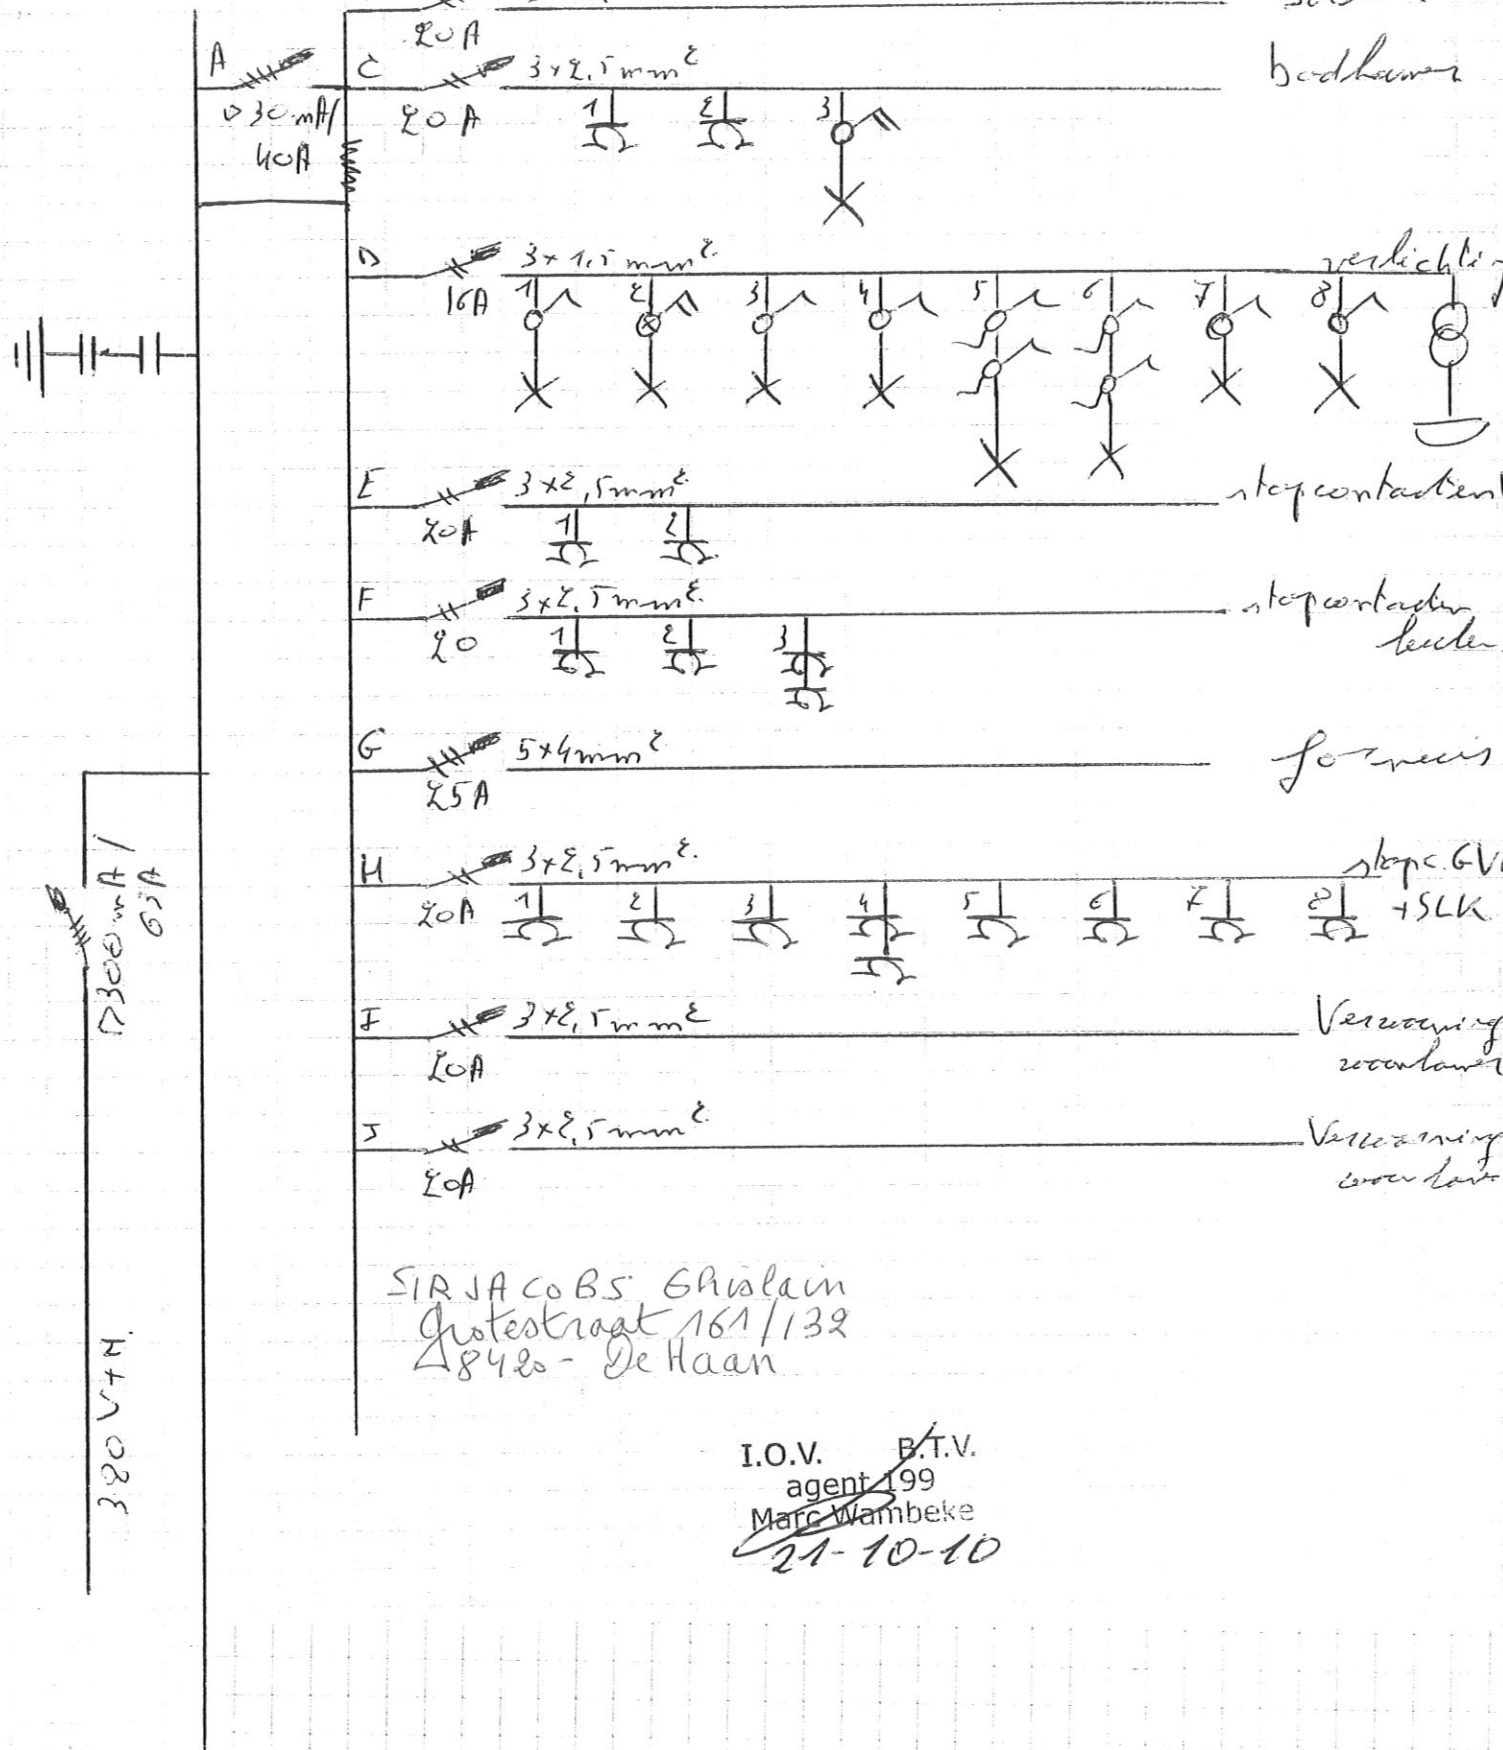 20A
A
C
3x2,5mm²
badkamer
D30mA/
40A
20A
1 2 3
D
3x1,5mm²
verlichting
16A
1 2 3 4 5 6 7 8
E
3x2,5mm²
stopcontacten
20A
1 2
F
3x2,5mm²
stopcontacten
20
1 2 3
G
5x4mm²
fornuis
25A
H
3x2,5mm²
stopc. GV
20A
1 2 3 4 5 6 7 8
+SLK
I
3x2,5mm²
Verwarming
20A
J
3x2,5mm²
Verwarming
20A
D300mA/
63A
380V+N.
SIRJACOBS Ghislain
Grotestraat 161/132
8420 - De Haan
I.O.V. B.T.V.
agent 199
Marc Wambeke
21-10-10